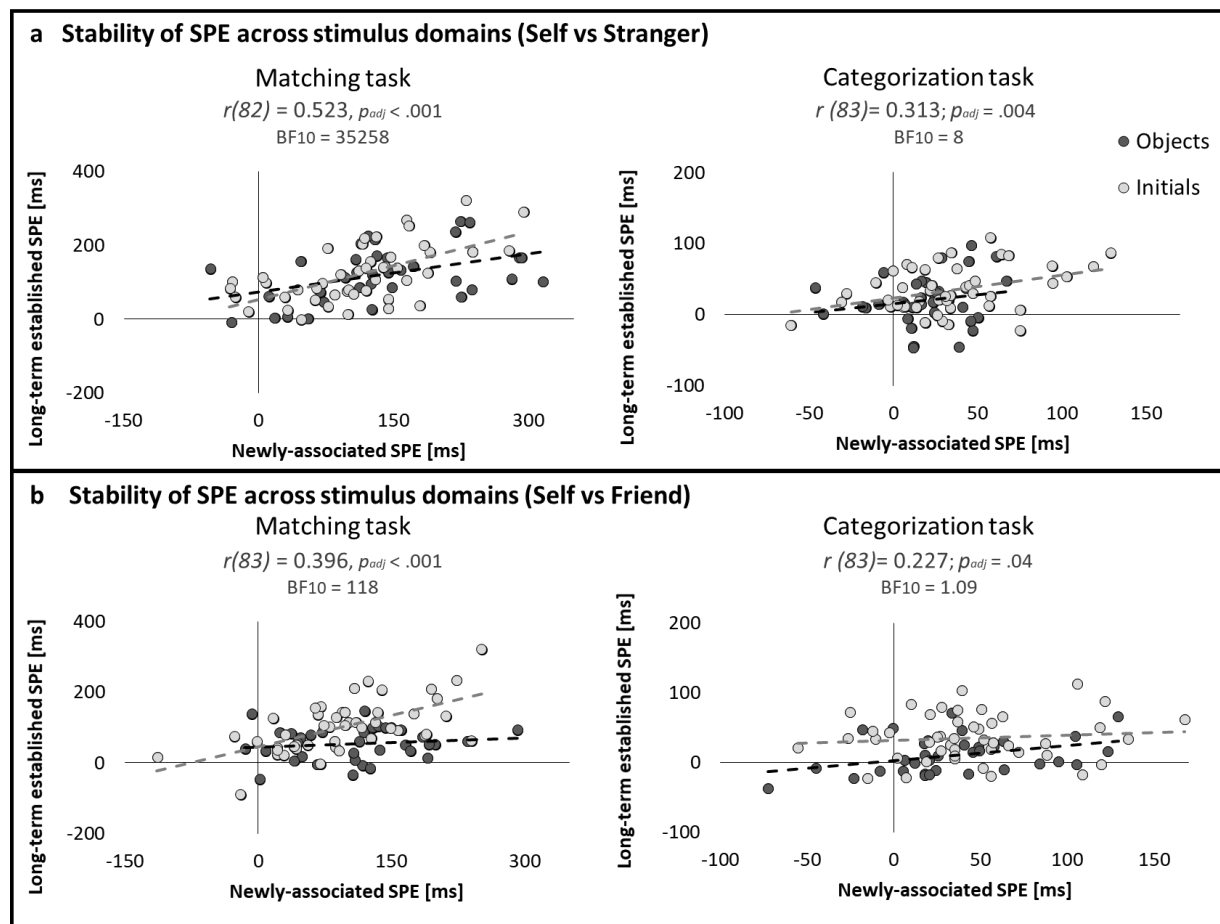 a Stability of SPE across stimulus domains (Self vs Stranger)
Matching task
r(82) = 0.523, padj < .001
BF10 = 35258
Long-term established SPE [ms]
400
200
0
-200
-150
0
150
300
Newly-associated SPE [ms]
Categorization task
r (83)= 0.313; padj = .004
BF10 = 8
Objects
Initials
Long-term established SPE [ms]
200
100
0
-100
-100
-50
0
50
100
150
Newly-associated SPE [ms]
b Stability of SPE across stimulus domains (Self vs Friend)
Matching task
r(83) = 0.396, padj < .001
BF10 = 118
Long-term established SPE [ms]
400
200
0
-200
-150
0
150
300
Newly-associated SPE [ms]
Categorization task
r (83)= 0.227; padj = .04
BF10 = 1.09
Long-term established SPE [ms]
200
100
0
-100
-100
-50
0
50
100
150
Newly-associated SPE [ms]